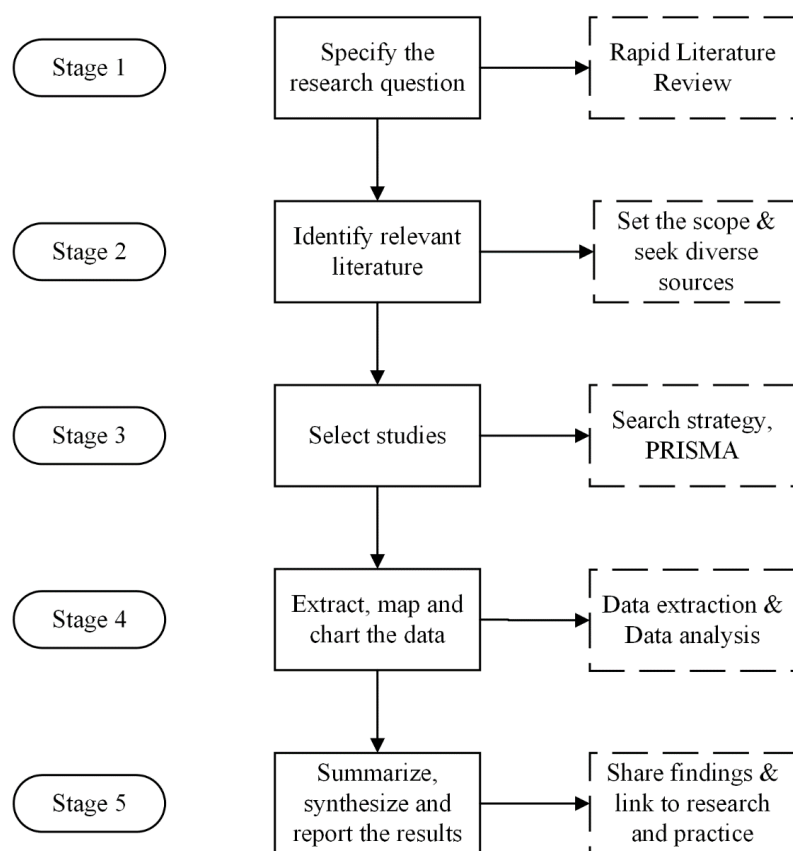 Stage 1
Specify the
research question
Rapid Literature
Review
Stage 2
Identify relevant
literature
Set the scope &
seek diverse
sources
Stage 3
Select studies
Search strategy,
PRISMA
Stage 4
Extract, map and
chart the data
Data extraction &
Data analysis
Stage 5
Summarize,
synthesize and
report the results
Share findings &
link to research
and practice